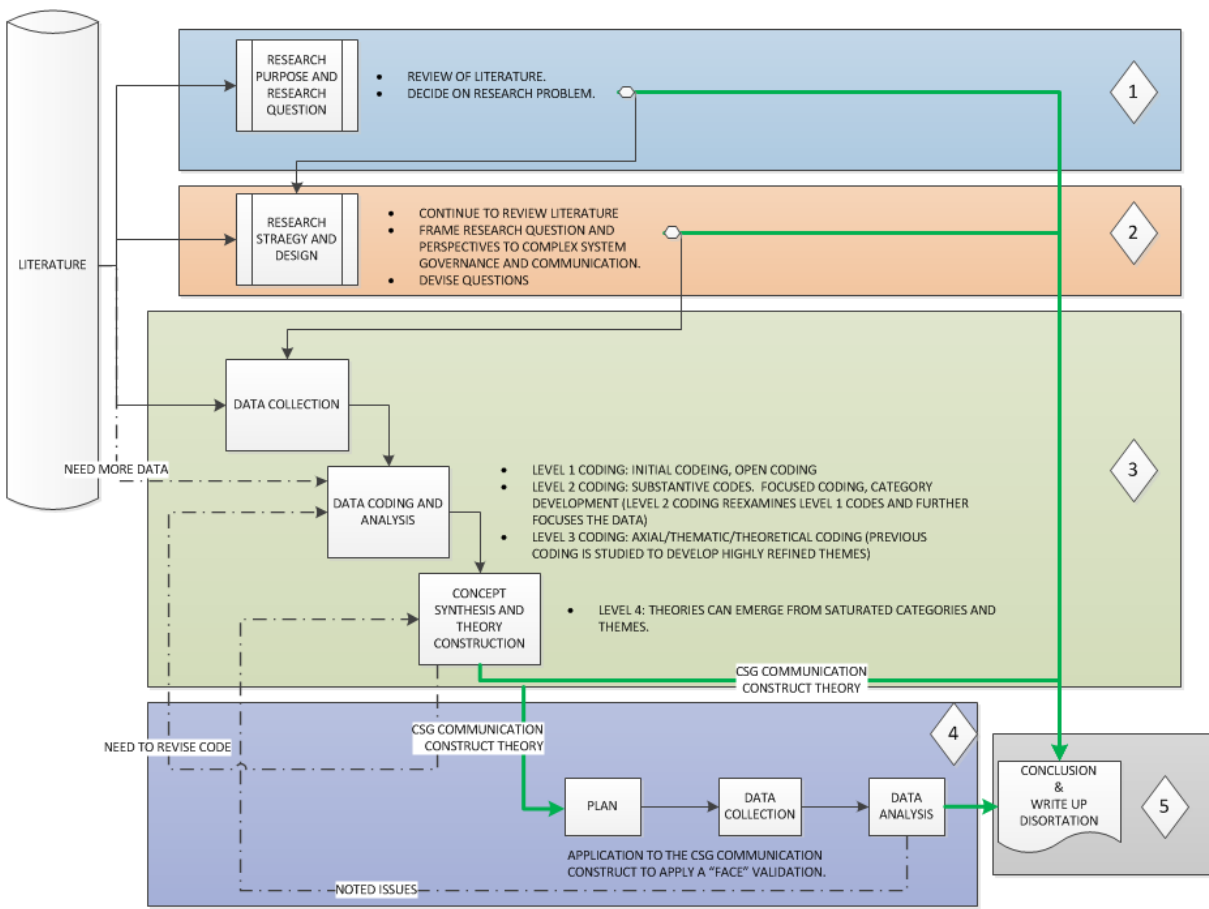 LITERATURE
RESEARCH
PURPOSE AND
RESEARCH
QUESTION
• REVIEW OF LITERATURE.
• DECIDE ON RESEARCH PROBLEM.
1
RESEARCH
STRAEGY AND
DESIGN
• CONTINUE TO REVIEW LITERATURE
• FRAME RESEARCH QUESTION AND
PERSPECTIVES TO COMPLEX SYSTEM
GOVERNANCE AND COMMUNICATION.
• DEVISE QUESTIONS
2
DATA COLLECTION
NEED MORE DATA
DATA CODING AND
ANALYSIS
• LEVEL 1 CODING: INITIAL CODEING, OPEN CODING
• LEVEL 2 CODING: SUBSTANTIVE CODES. FOCUSED CODING, CATEGORY
DEVELOPMENT (LEVEL 2 CODING REEXAMINES LEVEL 1 CODES AND FURTHER
FOCUSES THE DATA)
• LEVEL 3 CODING: AXIAL/THEMATIC/THEORETICAL CODING (PREVIOUS
CODING IS STUDIED TO DEVELOP HIGHLY REFINED THEMES)
3
CONCEPT
SYNTHESIS AND
THEORY
CONSTRUCTION
• LEVEL 4: THEORIES CAN EMERGE FROM SATURATED CATEGORIES AND
THEMES.
CSG COMMUNICATION
CONSTRUCT THEORY
CSG COMMUNICATION
CONSTRUCT THEORY
NEED TO REVISE CODE
4
PLAN
DATA
COLLECTION
DATA
ANALYSIS
APPLICATION TO THE CSG COMMUNICATION
CONSTRUCT TO APPLY A “FACE” VALIDATION.
NOTED ISSUES
CONCLUSION
&
WRITE UP
DISORTATION
5